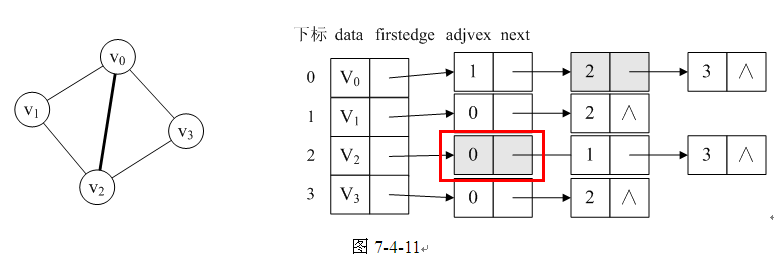 下标 data firstedge adjvex next
v0
v1
v3
v2
0 V0 1 2 3 ∧
1 V1 0 2 ∧
2 V2 0 1 3 ∧
3 V3 0 2 ∧
图 7-4-11